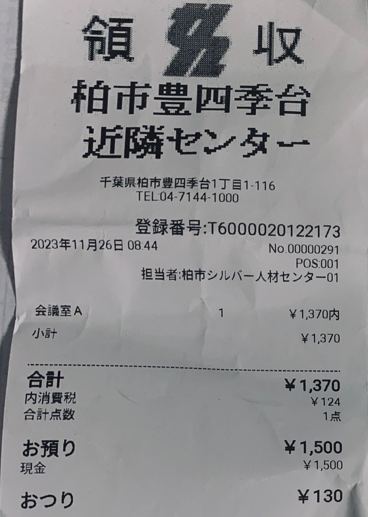 領収
柏市豊四季台
近隣センター
千葉県柏市豊四季台1丁目1-116
TEL.04-7144-1000
登録番号:T6000020122173
2023年11月26日 08:44 No.00000291
POS:001
担当者:柏市シルバー人材センター01
会議室A 1 ¥1,370内
小計 ¥1,370
合計 ¥1,370
内消費税 ¥124
合計点数 1点
お預り ¥1,500
現金 ¥1,500
おつり ¥130